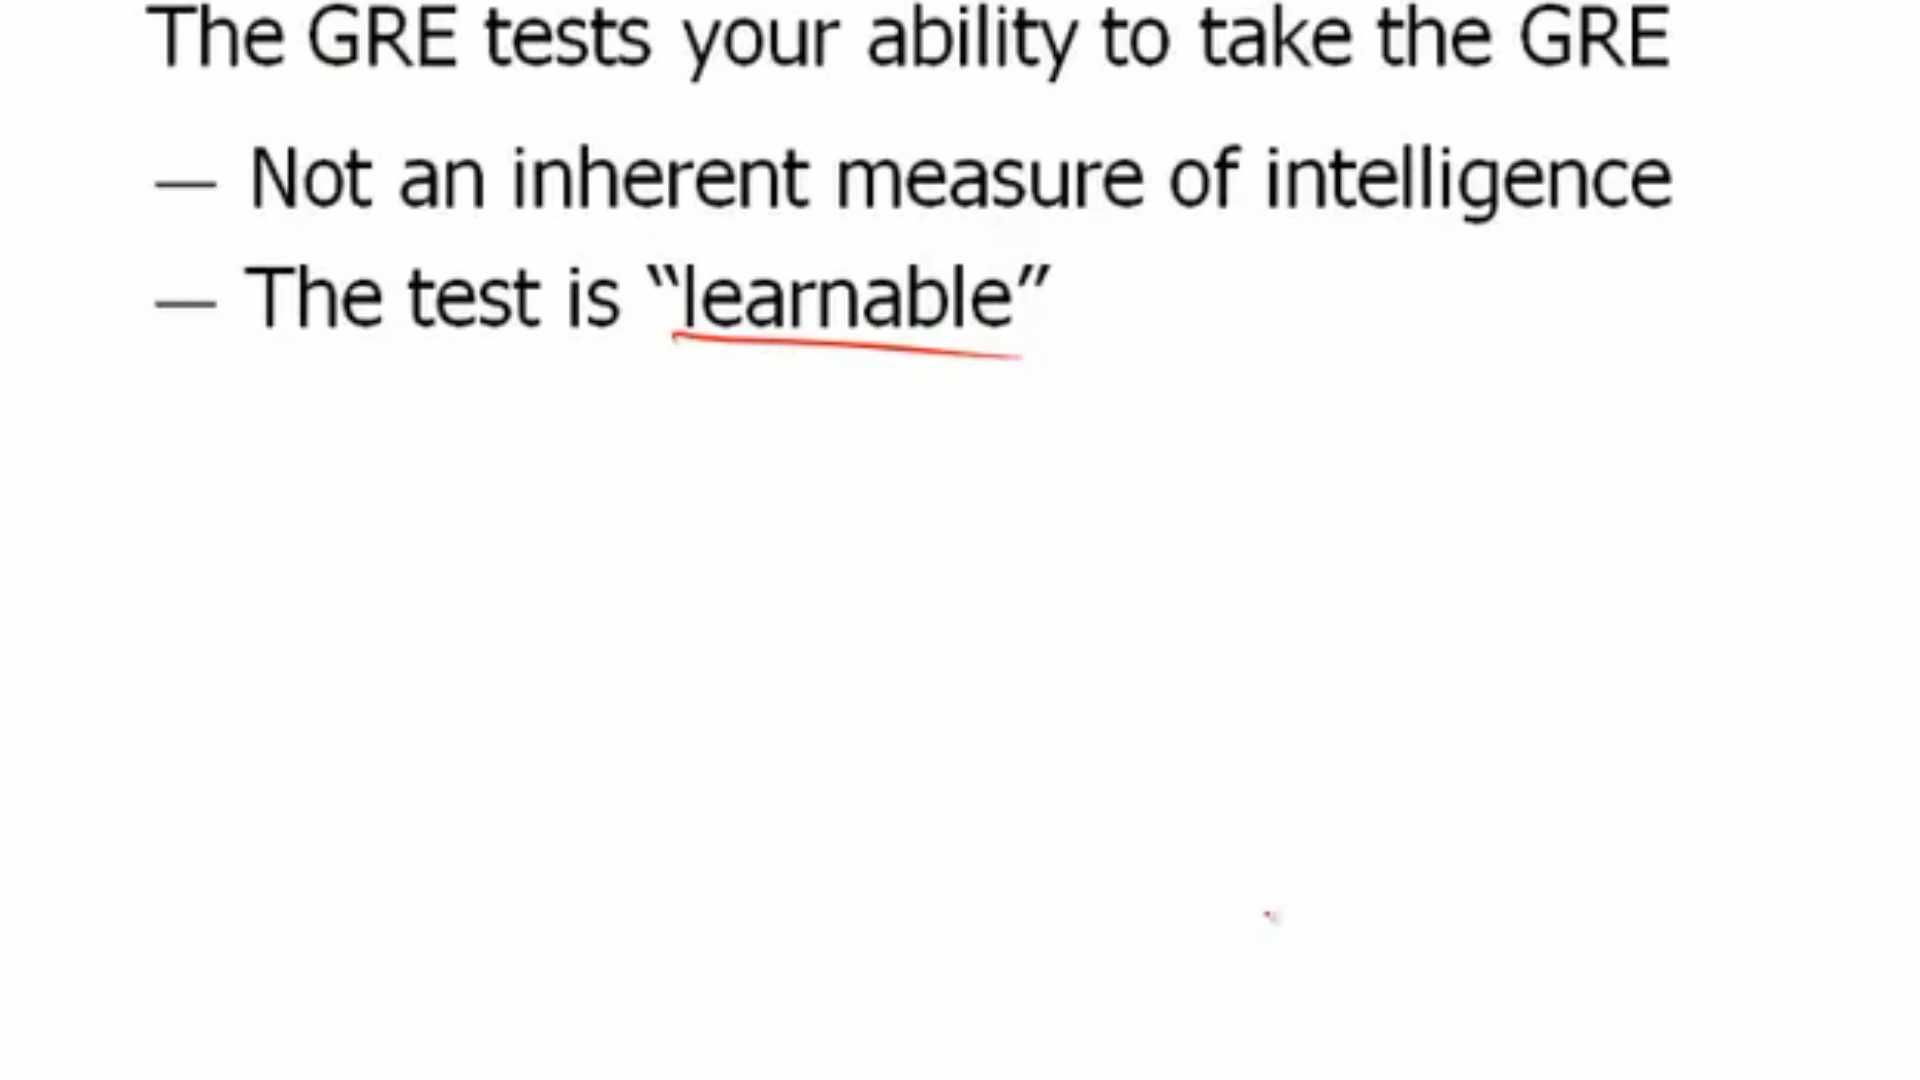 The GRE tests your ability to take the GRE
— Not an inherent measure of intelligence
— The test is “learnable”